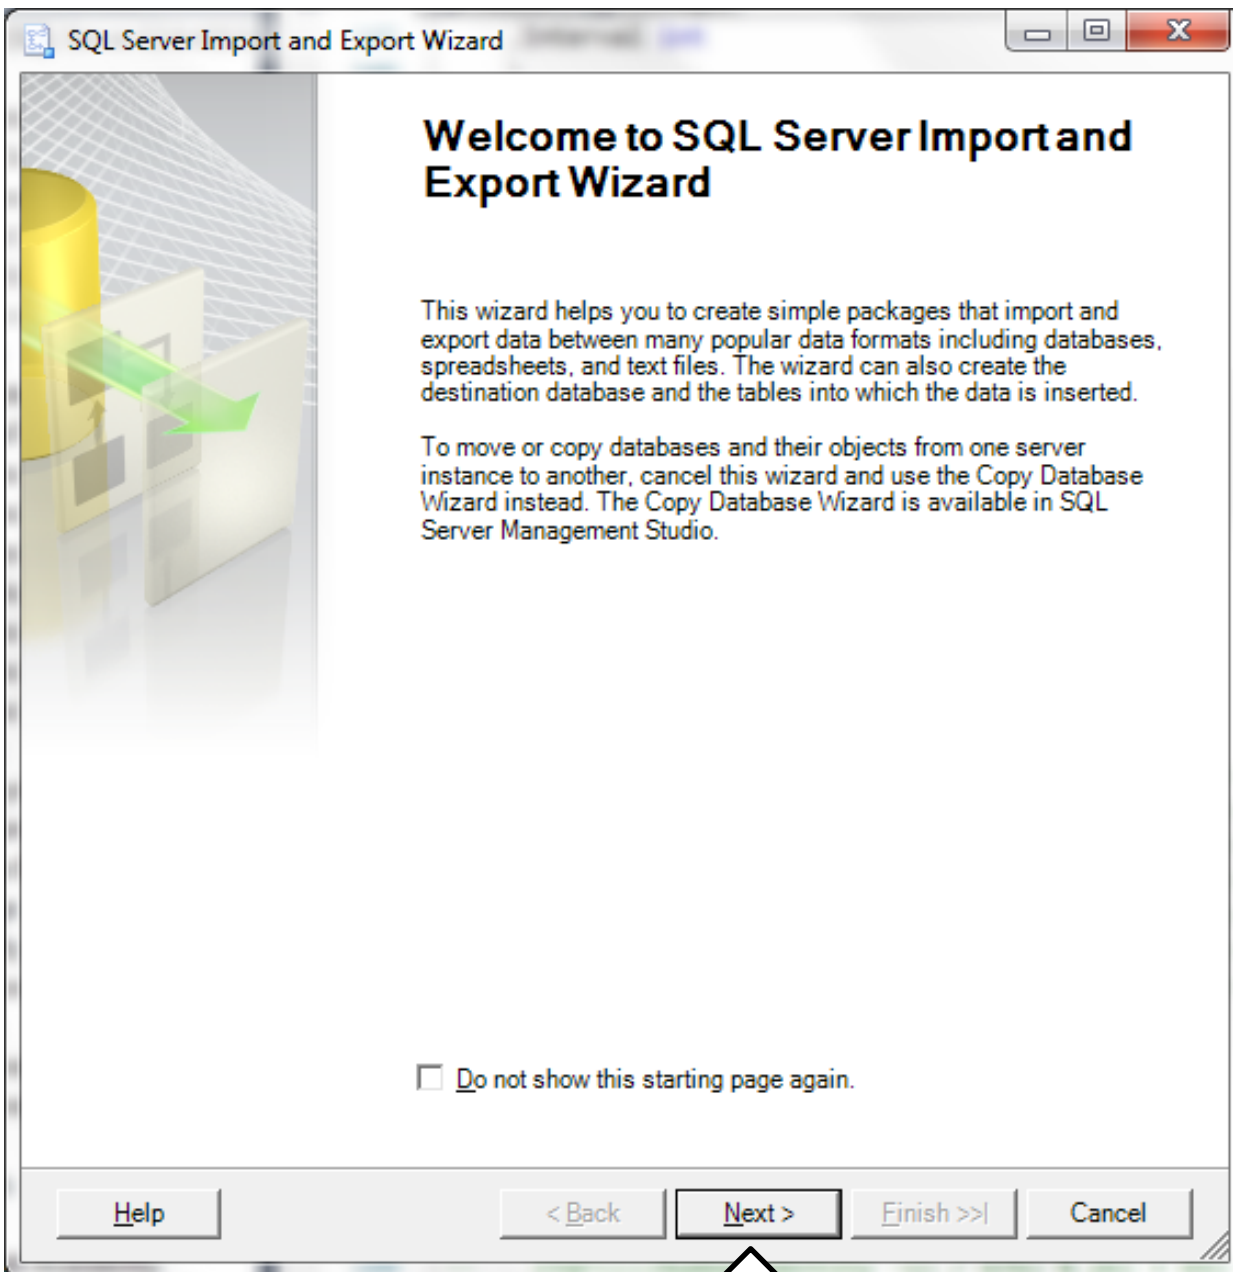 SQL Server Import and Export Wizard
Welcome to SQL Server Import and
Export Wizard
This wizard helps you to create simple packages that import and
export data between many popular data formats including databases,
spreadsheets, and text files. The wizard can also create the
destination database and the tables into which the data is inserted.
To move or copy databases and their objects from one server
instance to another, cancel this wizard and use the Copy Database
Wizard instead. The Copy Database Wizard is available in SQL
Server Management Studio.
Do not show this starting page again.
Help
< Back
Next >
Finish >>|
Cancel